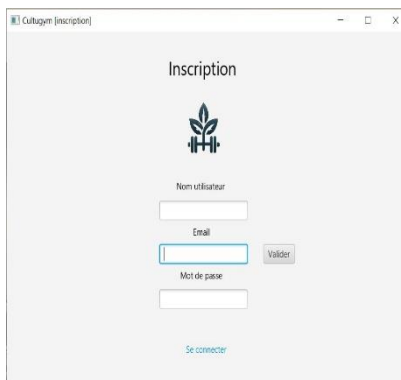 Cultugym [inscription]
Inscription
Nom utilisateur
Email
Valider
Mot de passe
Se connecter